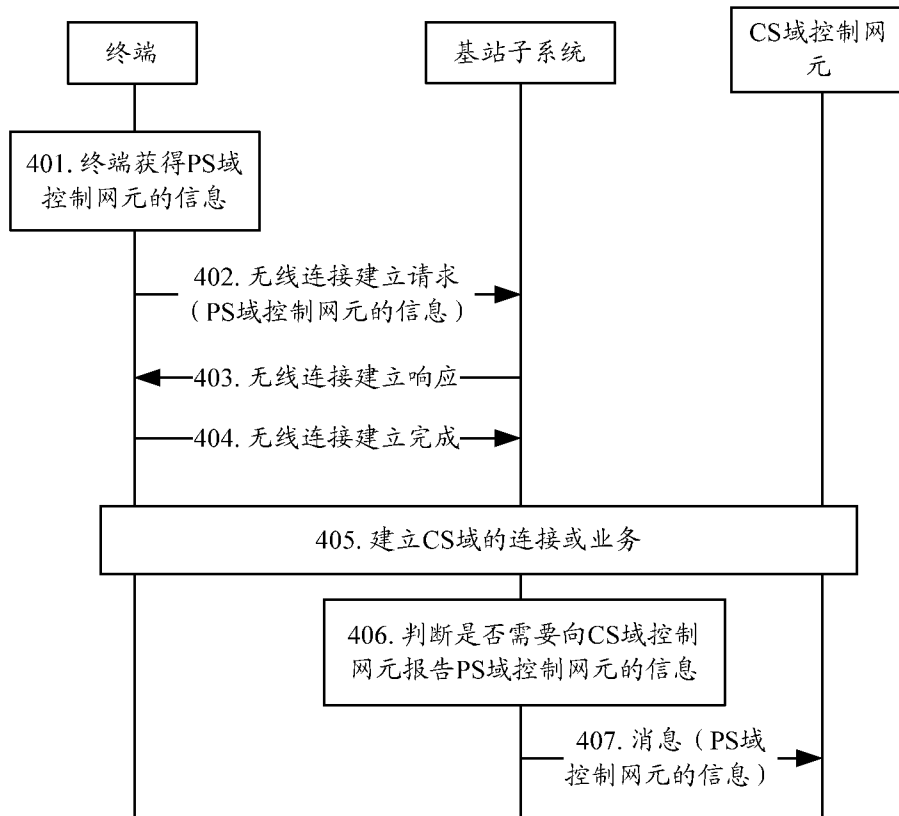 终端
基站子系统
CS域控制网
元
401. 终端获得PS域
控制网元的信息
402. 无线连接建立请求
（PS域控制网元的信息）
403. 无线连接建立响应
404. 无线连接建立完成
405. 建立CS域的连接或业务
406. 判断是否需要向CS域控制
网元报告PS域控制网元的信息
407. 消息（PS域
控制网元的信息）